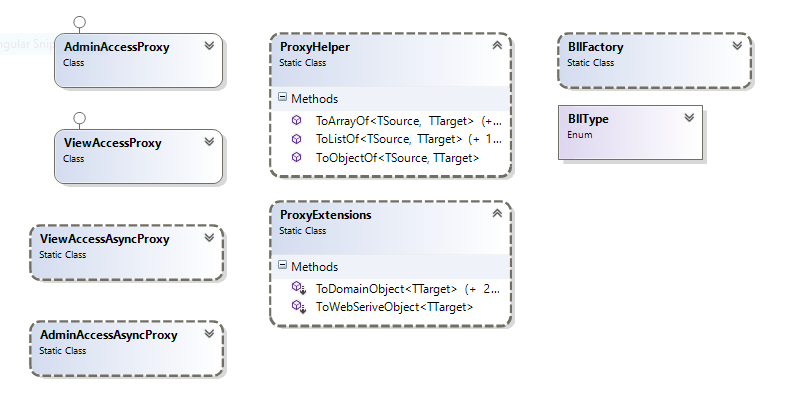 ngular Snip
AdminAccessProxy
Class
ViewAccessProxy
Class
ViewAccessAsyncProxy
Static Class
AdminAccessAsyncProxy
Static Class
ProxyHelper
Static Class
Methods
ToArrayOf<TSource, TTarget> (+...
ToListOf<TSource, TTarget> (+ 1...
ToObjectOf<TSource, TTarget>
ProxyExtensions
Static Class
Methods
ToDomainObject<TTarget> (+ 2...
ToWebSeriveObject<TTarget>
BllFactory
Static Class
BllType
Enum